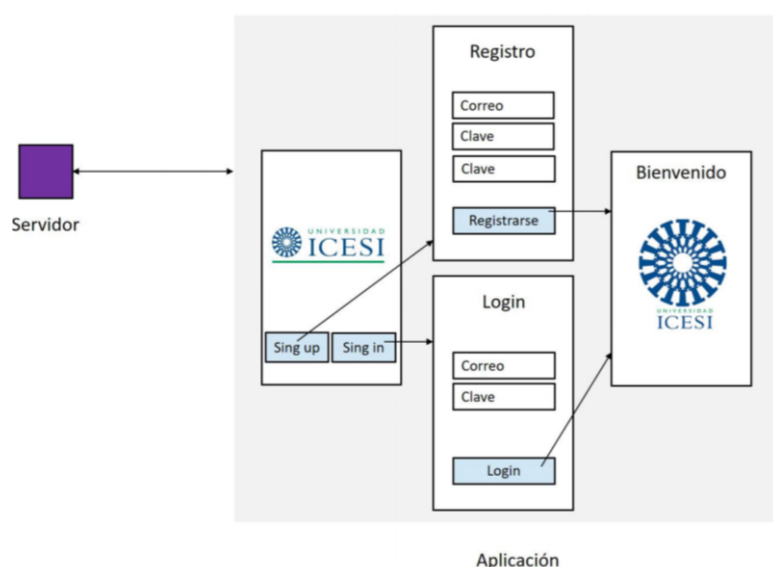 Servidor
UNIVERSIDAD
ICESI
Sing up
Sing in
Registro
Correo
Clave
Clave
Registrarse
Login
Correo
Clave
Login
Bienvenido
UNIVERSIDAD
ICESI
Aplicación